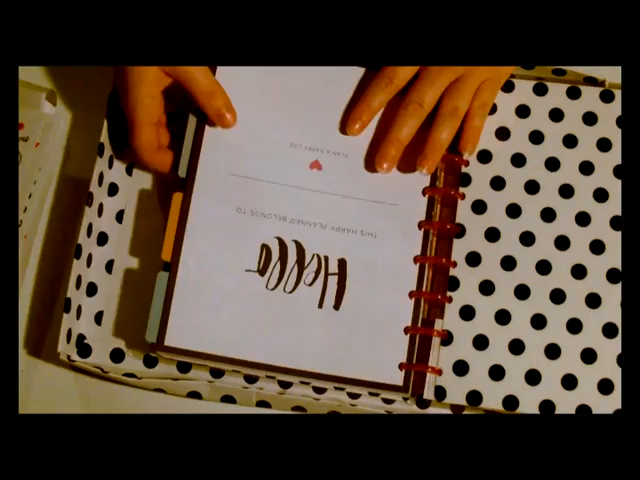 Hello
THIS HAPPY PLANNER BELONGS TO
PLAN A HAPPY LIFE